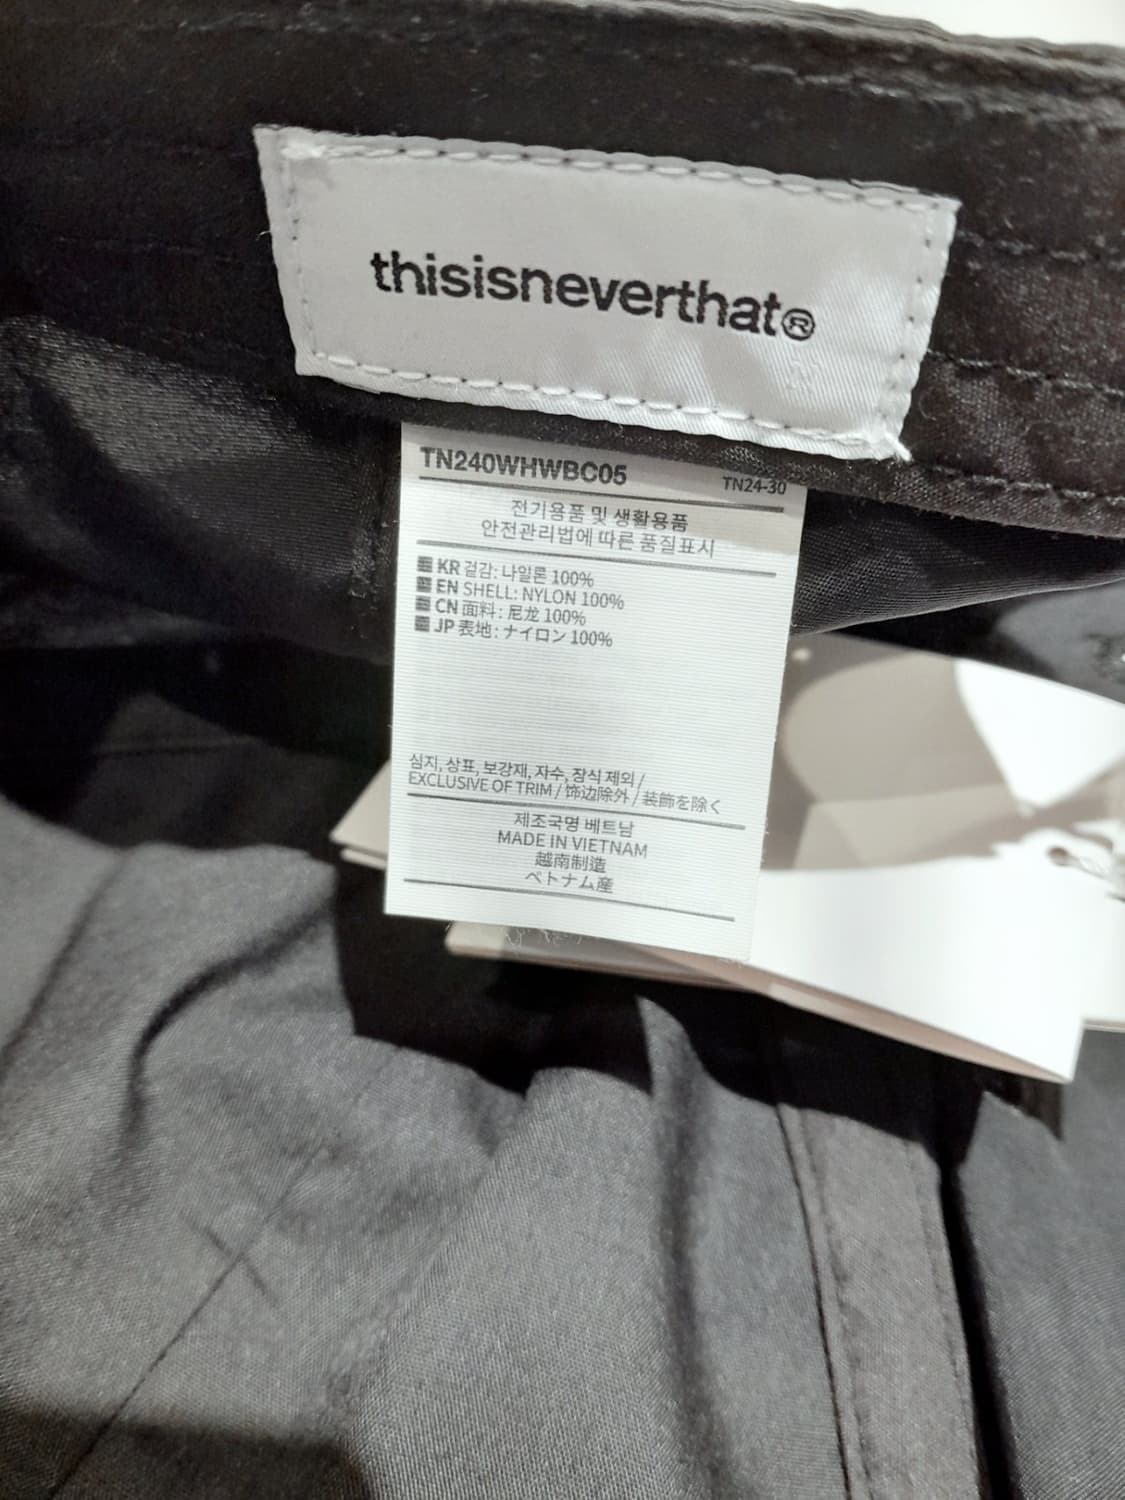 thisisneverthat®
TN240WHWBC05
TN24-30
전기용품 및 생활용품
안전관리법에 따른 품질표시
KR 겉감: 나일론 100%
EN SHELL: NYLON 100%
CN 面料: 尼龙 100%
JP 表地: ナイロン 100%
심지, 상표, 보강재, 자수, 장식 제외 /
EXCLUSIVE OF TRIM / 饰边除外 / 装飾を除く
제조국명 베트남
MADE IN VIETNAM
越南制造
ベトナム産